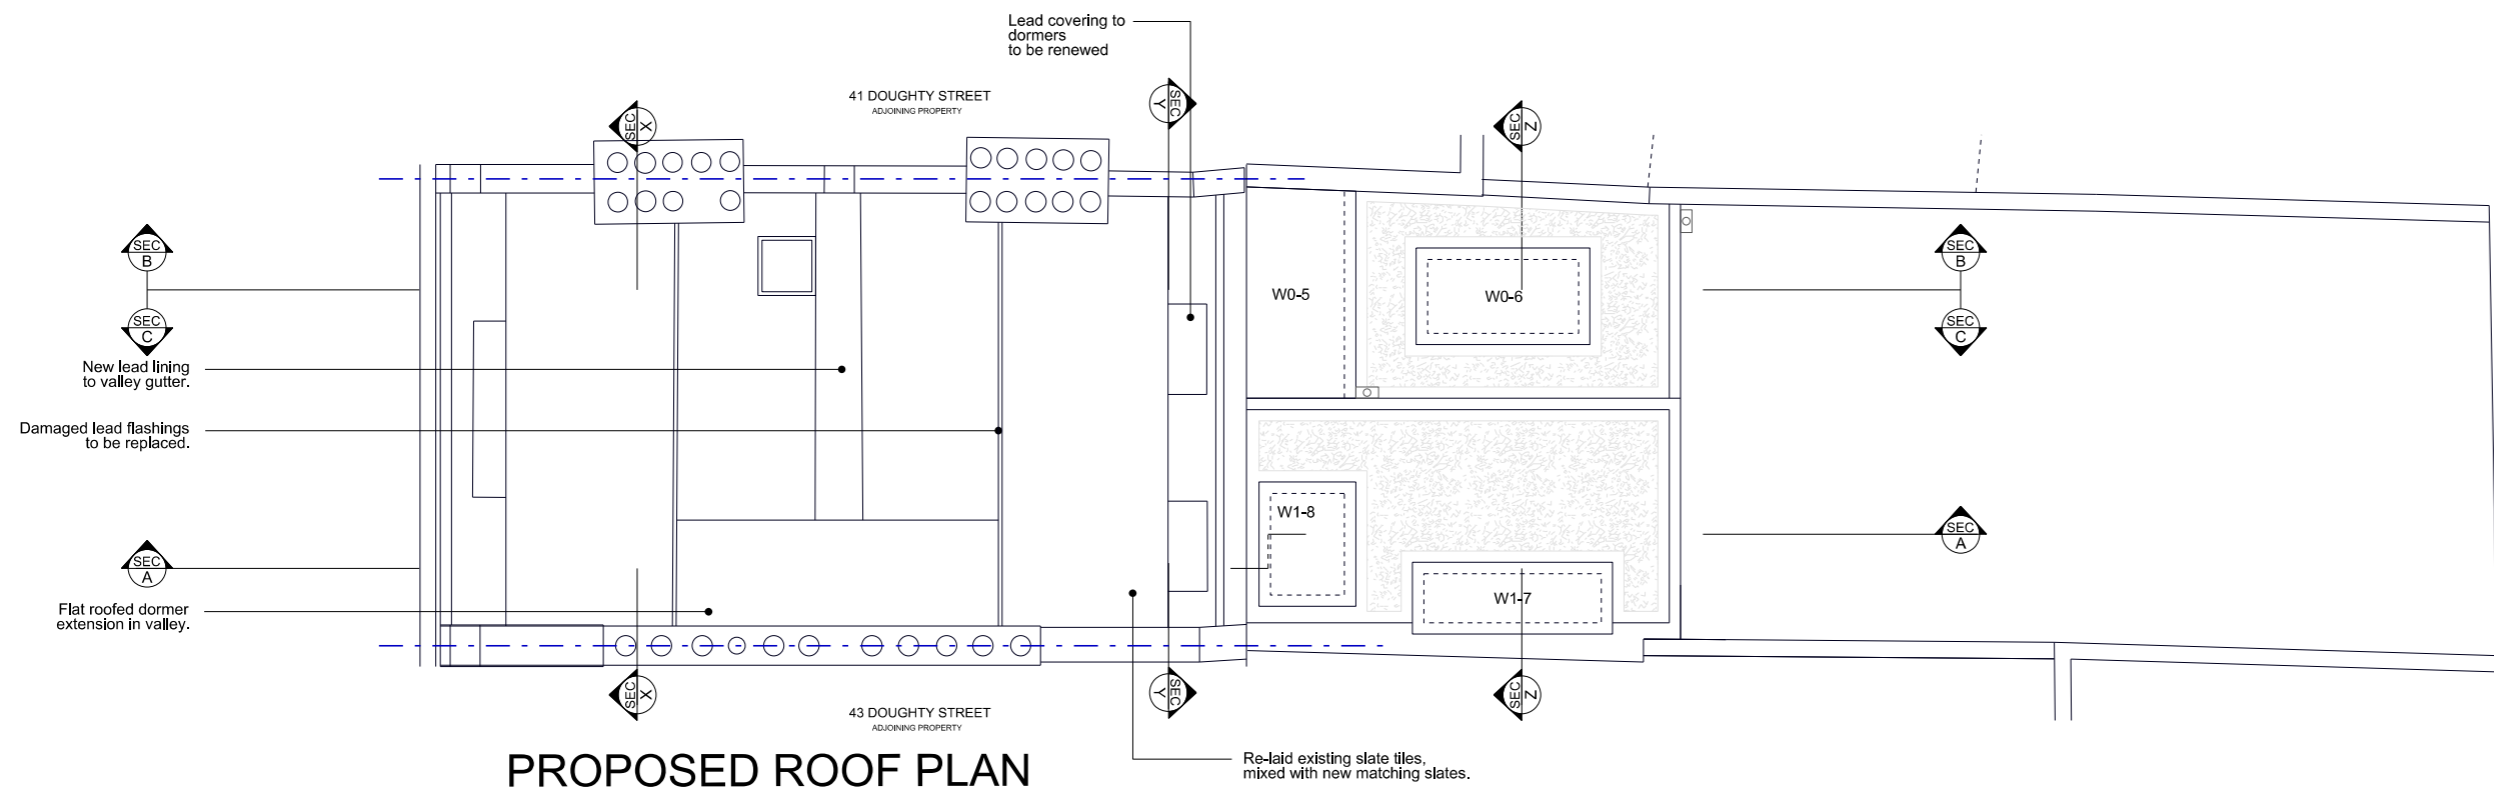 Lead covering to
dormers
to be renewed
41 DOUGHTY STREET
ADJOINING PROPERTY
SEC
X
SEC
Y
SEC
Z
SEC
B
SEC
C
SEC
B
SEC
C
W0-5
W0-6
New lead lining
to valley gutter.
Damaged lead flashings
to be replaced.
W1-8
SEC
A
SEC
A
W1-7
Flat roofed dormer
extension in valley.
SEC
X
SEC
Y
SEC
Z
43 DOUGHTY STREET
ADJOINING PROPERTY
PROPOSED ROOF PLAN
Re-laid existing slate tiles,
mixed with new matching slates.